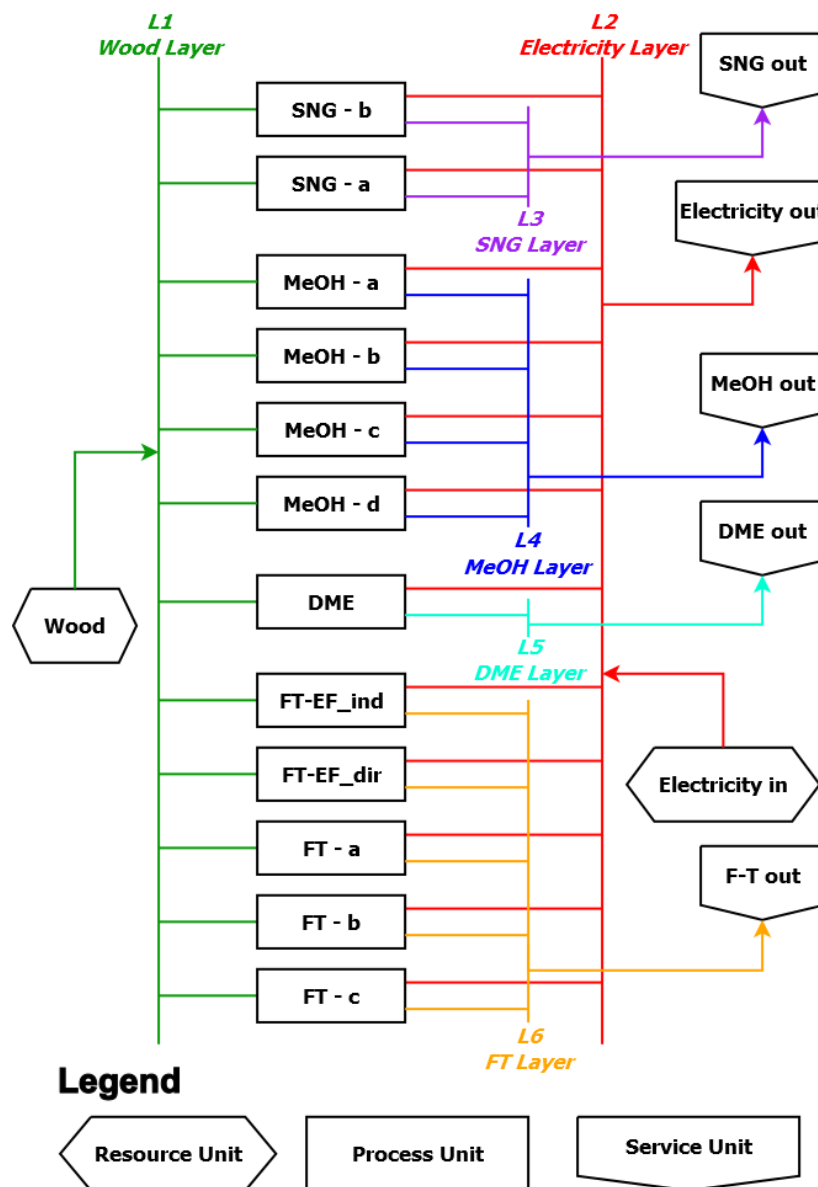 L1
Wood Layer
L2
Electricity Layer
SNG out
SNG - b
SNG - a
L3
SNG Layer
Electricity out
MeOH - a
MeOH - b
MeOH out
MeOH - c
MeOH - d
L4
MeOH Layer
DME out
Wood
DME
L5
DME Layer
FT-EF_ind
FT-EF_dir
Electricity in
FT - a
F-T out
FT - b
FT - c
L6
FT Layer
Legend
Resource Unit
Process Unit
Service Unit